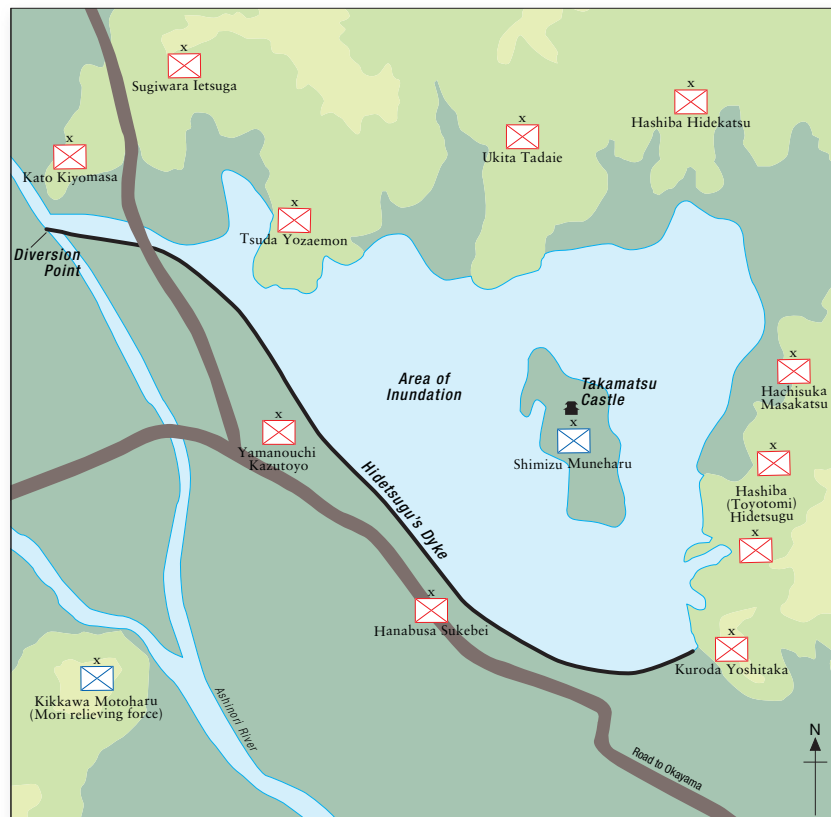 x
Sugiwara Ietsuga
x
Hashiba Hidekatsu
x
Ukita Tadaie
x
Kato Kiyomasa
x
Tsuda Yozaemon
Diversion
Point
Area of
Inundation
Takamatsu
Castle
x
Shimizu Muneharu
x
Hachisuka
Masakatsu
x
Yamanouchi
Kazutoyo
x
Hashiba
(Toyotomi)
Hidetsugu
x
Hidetsugu's Dyke
x
Hanabusa Sukebei
x
Kuroda Yoshitaka
x
Kikkawa Motoharu
(Mori relieving force)
Ashinori River
Road to Okayama
N